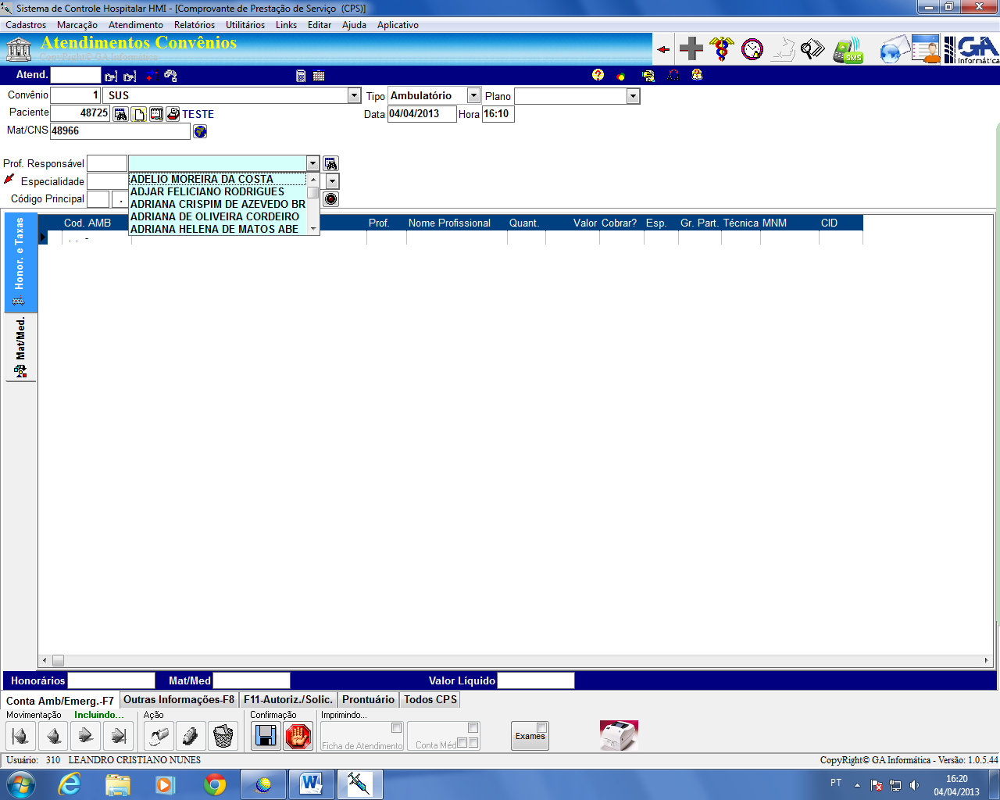 Sistema de Controle Hospitalar HMI - [Comprovante de Prestação de Serviço  (CPS)]
Cadastros Marcação Atendimento Relatórios Utilitários Links Editar Ajuda Aplicativo
Atendimentos Convênios
CopyRight© GA Informática
SMS
GA informática
Atend.
Convênio 1 SUS Tipo Ambulatório Plano
Paciente 48725 TESTE Data 04/04/2013 Hora 16:10
Mat/CNS 48966
Prof. Responsável
Especialidade
Código Principal .
ADELIO MOREIRA DA COSTA
ADJAR FELICIANO RODRIGUES
ADRIANA CRISPIM DE AZEVEDO BR
ADRIANA DE OLIVEIRA CORDEIRO
ADRIANA HELENA DE MATOS ABE
Honor. e Taxas
Mat/Med.
Cod. AMB Prof. Nome Profissional Quant. Valor Cobrar? Esp. Gr. Part. Técnica MNM CID
. . -
Honorários Mat/Med Valor Líquido
Conta Amb/Emerg.-F7 Outras Informações-F8 F11-Autoriz./Solic. Prontuário Todos CPS
Movimentação Incluindo... Ação Confirmação Imprimindo...
Ficha de Atendimento Conta Méd Exames
Usuário: 310 LEANDRO CRISTIANO NUNES CopyRight© GA Informática - Versão: 1.0.5.44
PT 16:20
04/04/2013